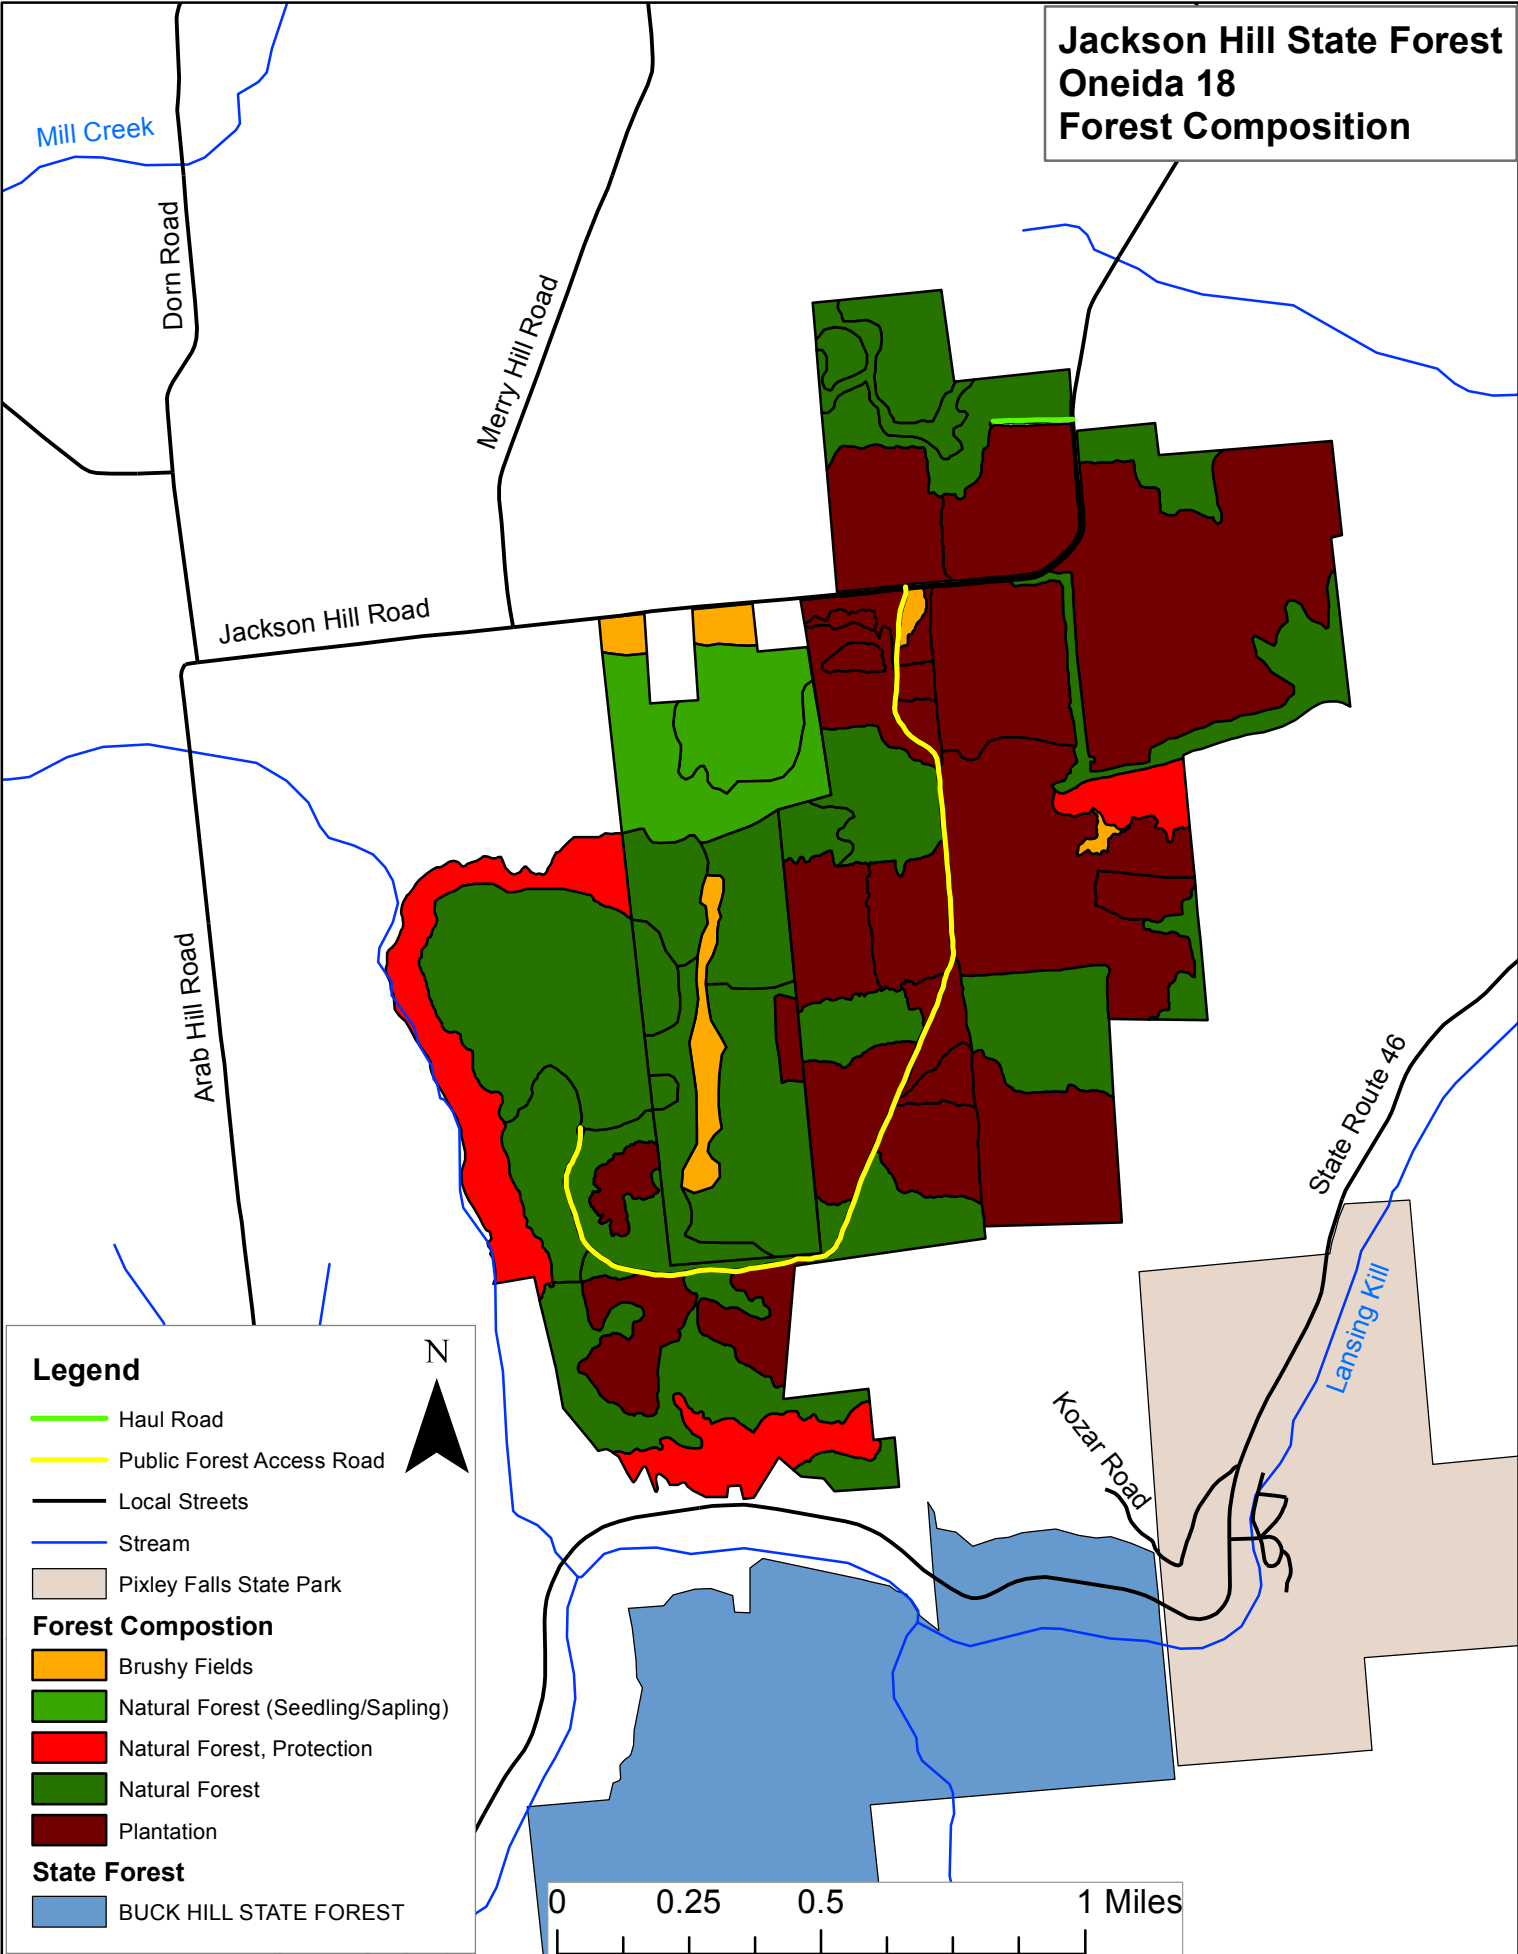 Jackson Hill State Forest
Oneida 18
Forest Composition
Mill Creek
Dorn Road
Merry Hill Road
Jackson Hill Road
Arab Hill Road
State Route 46
Lansing Kill
Kozar Road
Legend
N
Haul Road
Public Forest Access Road
Local Streets
Stream
Pixley Falls State Park
Forest Compostion
Brushy Fields
Natural Forest (Seedling/Sapling)
Natural Forest, Protection
Natural Forest
Plantation
State Forest
BUCK HILL STATE FOREST
0 0.25 0.5 1 Miles